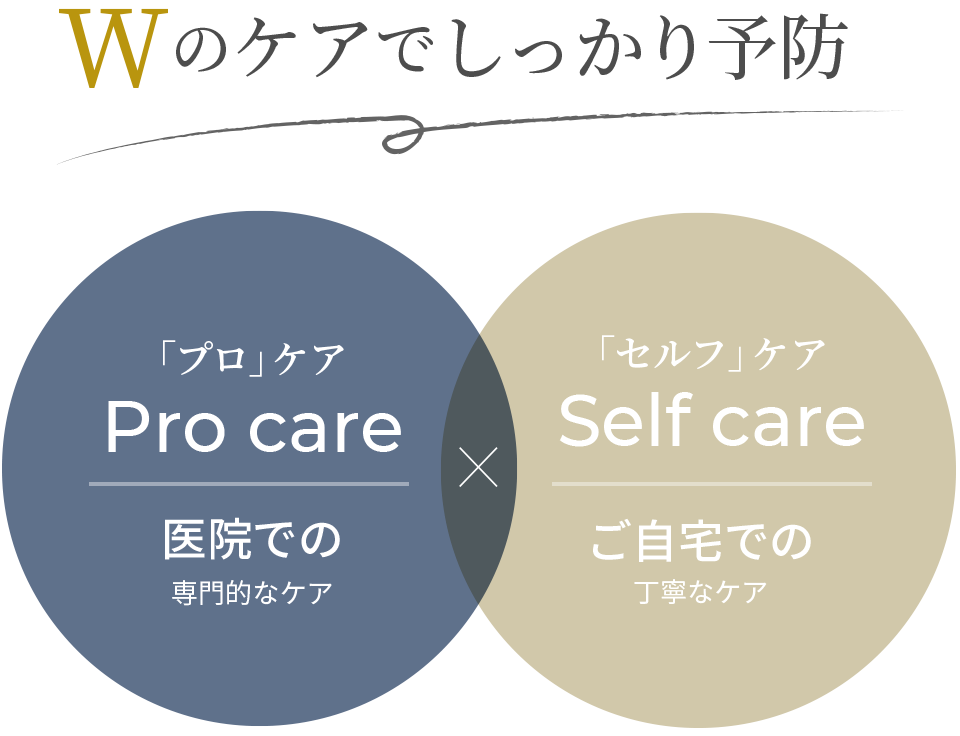 Wのケアでしっかり予防
「プロ」ケア
Pro care
医院での
専門的なケア
×
「セルフ」ケア
Self care
ご自宅での
丁寧なケア